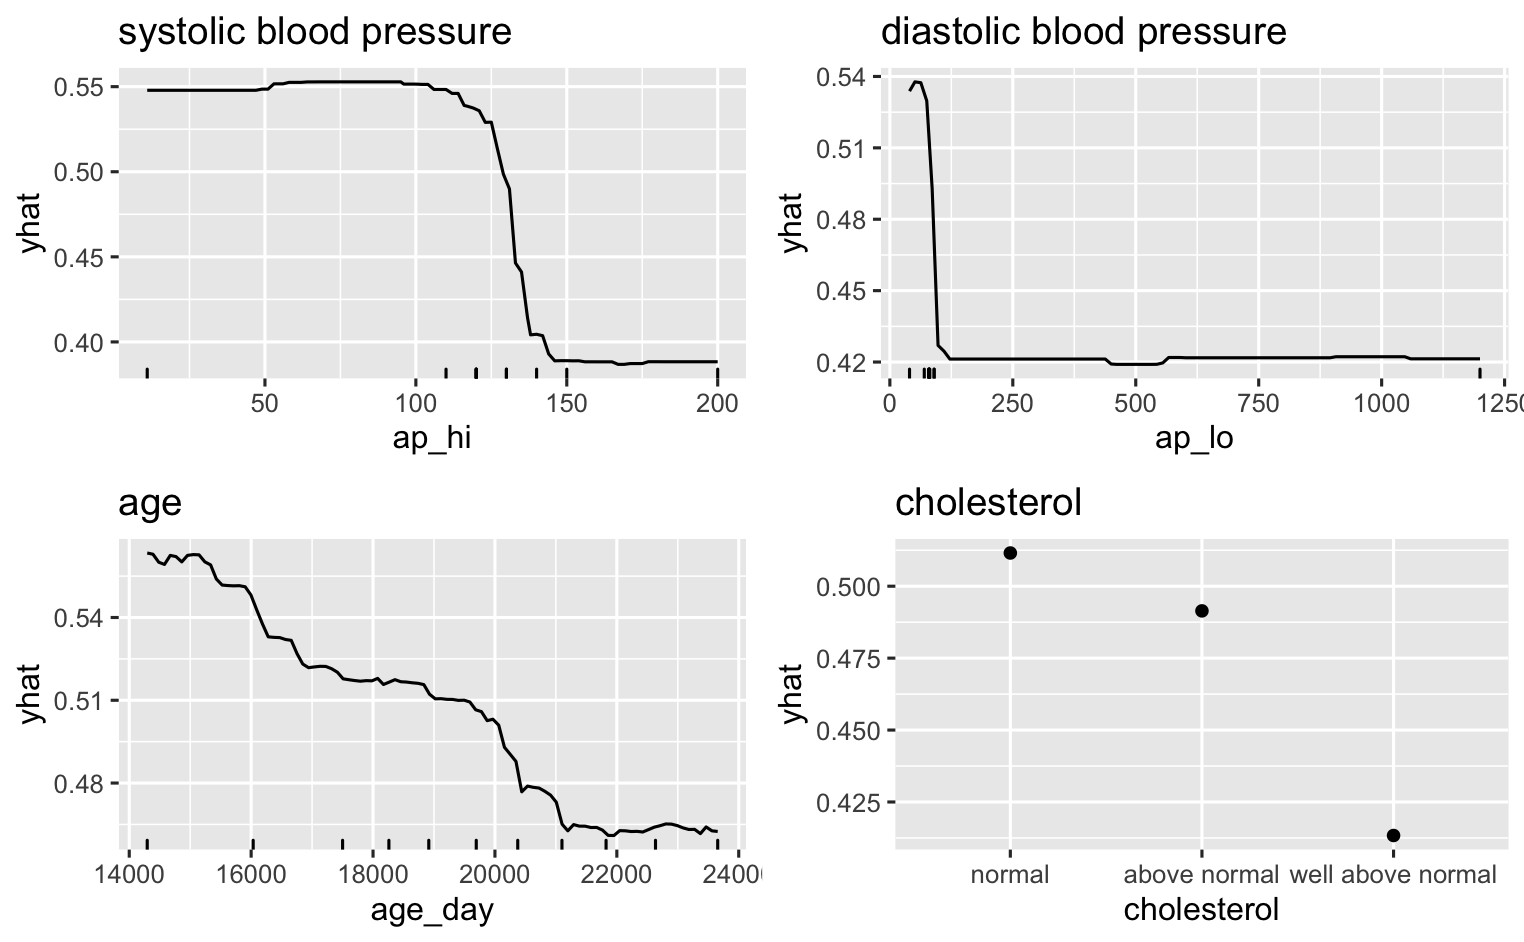 systolic blood pressure
0.55
0.50
0.45
0.40
yhat
50 100 150 200
ap_hi
diastolic blood pressure
0.54
0.51
0.48
0.45
0.42
yhat
0 250 500 750 1000 1250
ap_lo
age
0.54
0.51
0.48
yhat
14000 16000 18000 20000 22000 24000
age_day
cholesterol
0.500
0.475
0.450
0.425
yhat
normal above normal well above normal
cholesterol